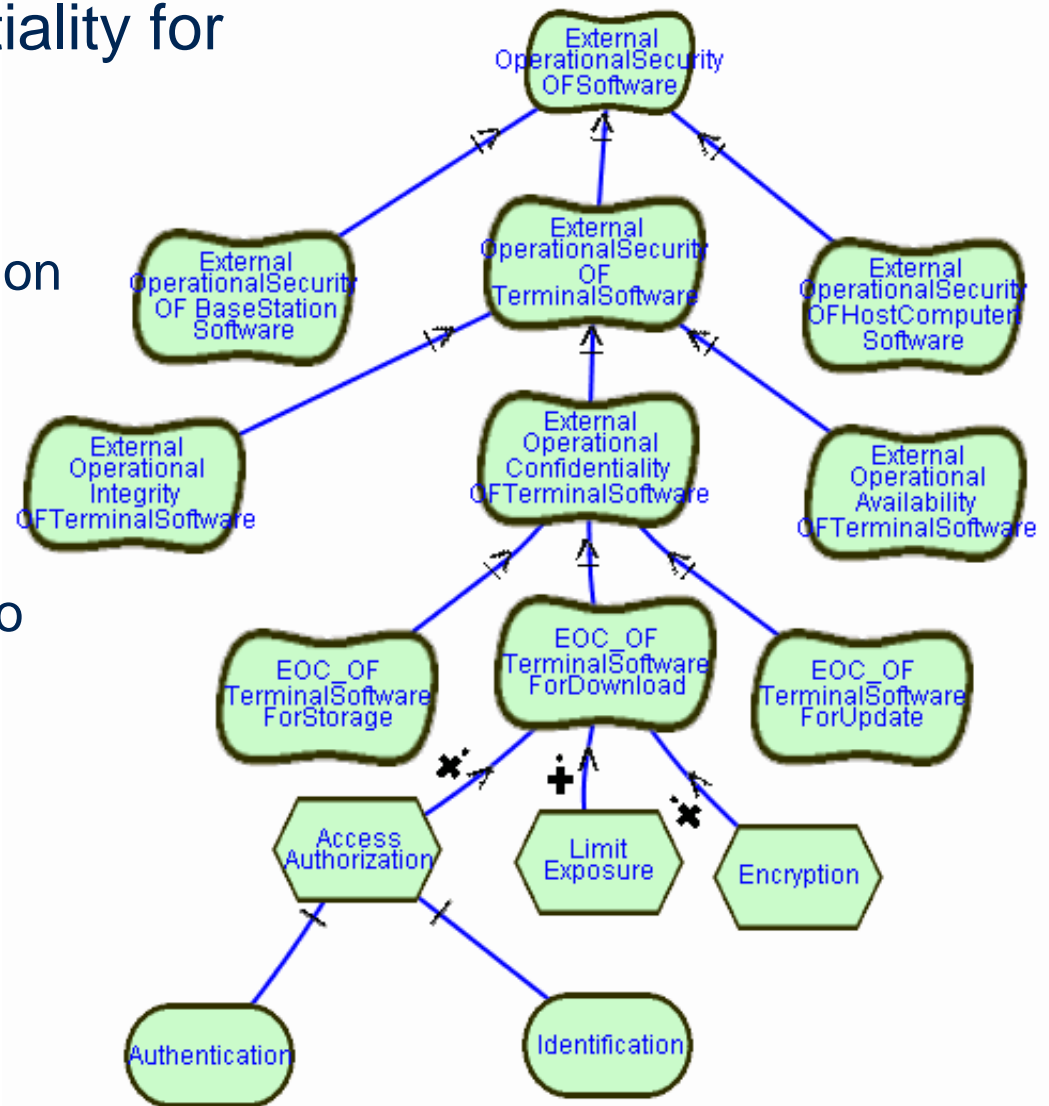 tiality for
External
OperationalSecurity
OFSoftware
on
External
OperationalSecurity
OF BaseStation
Software
External
OperationalSecurity
OF
TerminalSoftware
External
OperationalSecurity
OFHostComputer
Software
External
Operational
Integrity
OFTerminalSoftware
External
Operational
Confidentiality
OFTerminalSoftware
External
Operational
Availability
OFTerminalSoftware
o
EOC_OF
TerminalSoftware
ForStorage
EOC_OF
TerminalSoftware
ForDownload
EOC_OF
TerminalSoftware
ForUpdate
Access
Authorization
Limit
Exposure
Encryption
Authentication
Identification